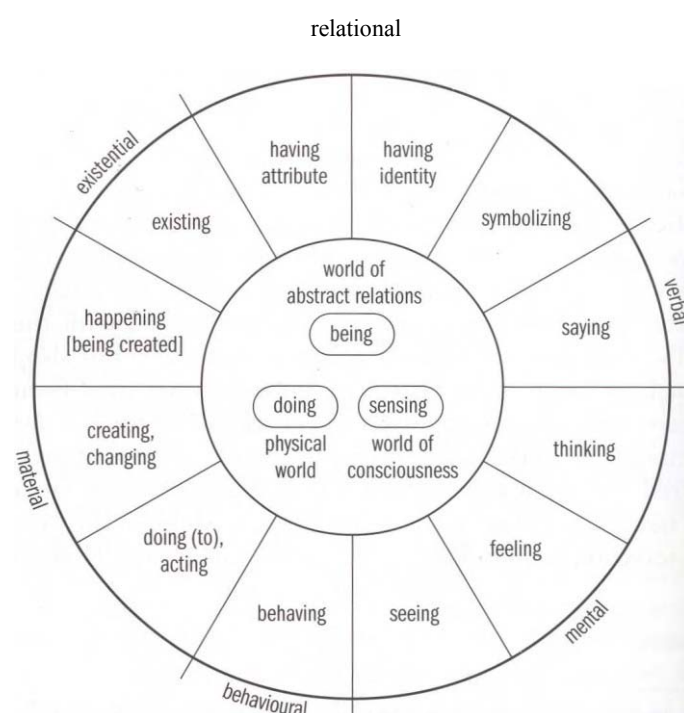 relational
existential
having
attribute
having
identity
existing
symbolizing
world of
abstract relations
being
verbal
happening
[being created]
saying
doing
sensing
physical
world
world of
consciousness
creating,
changing
thinking
material
doing (to),
acting
feeling
behaving
seeing
mental
behavioural